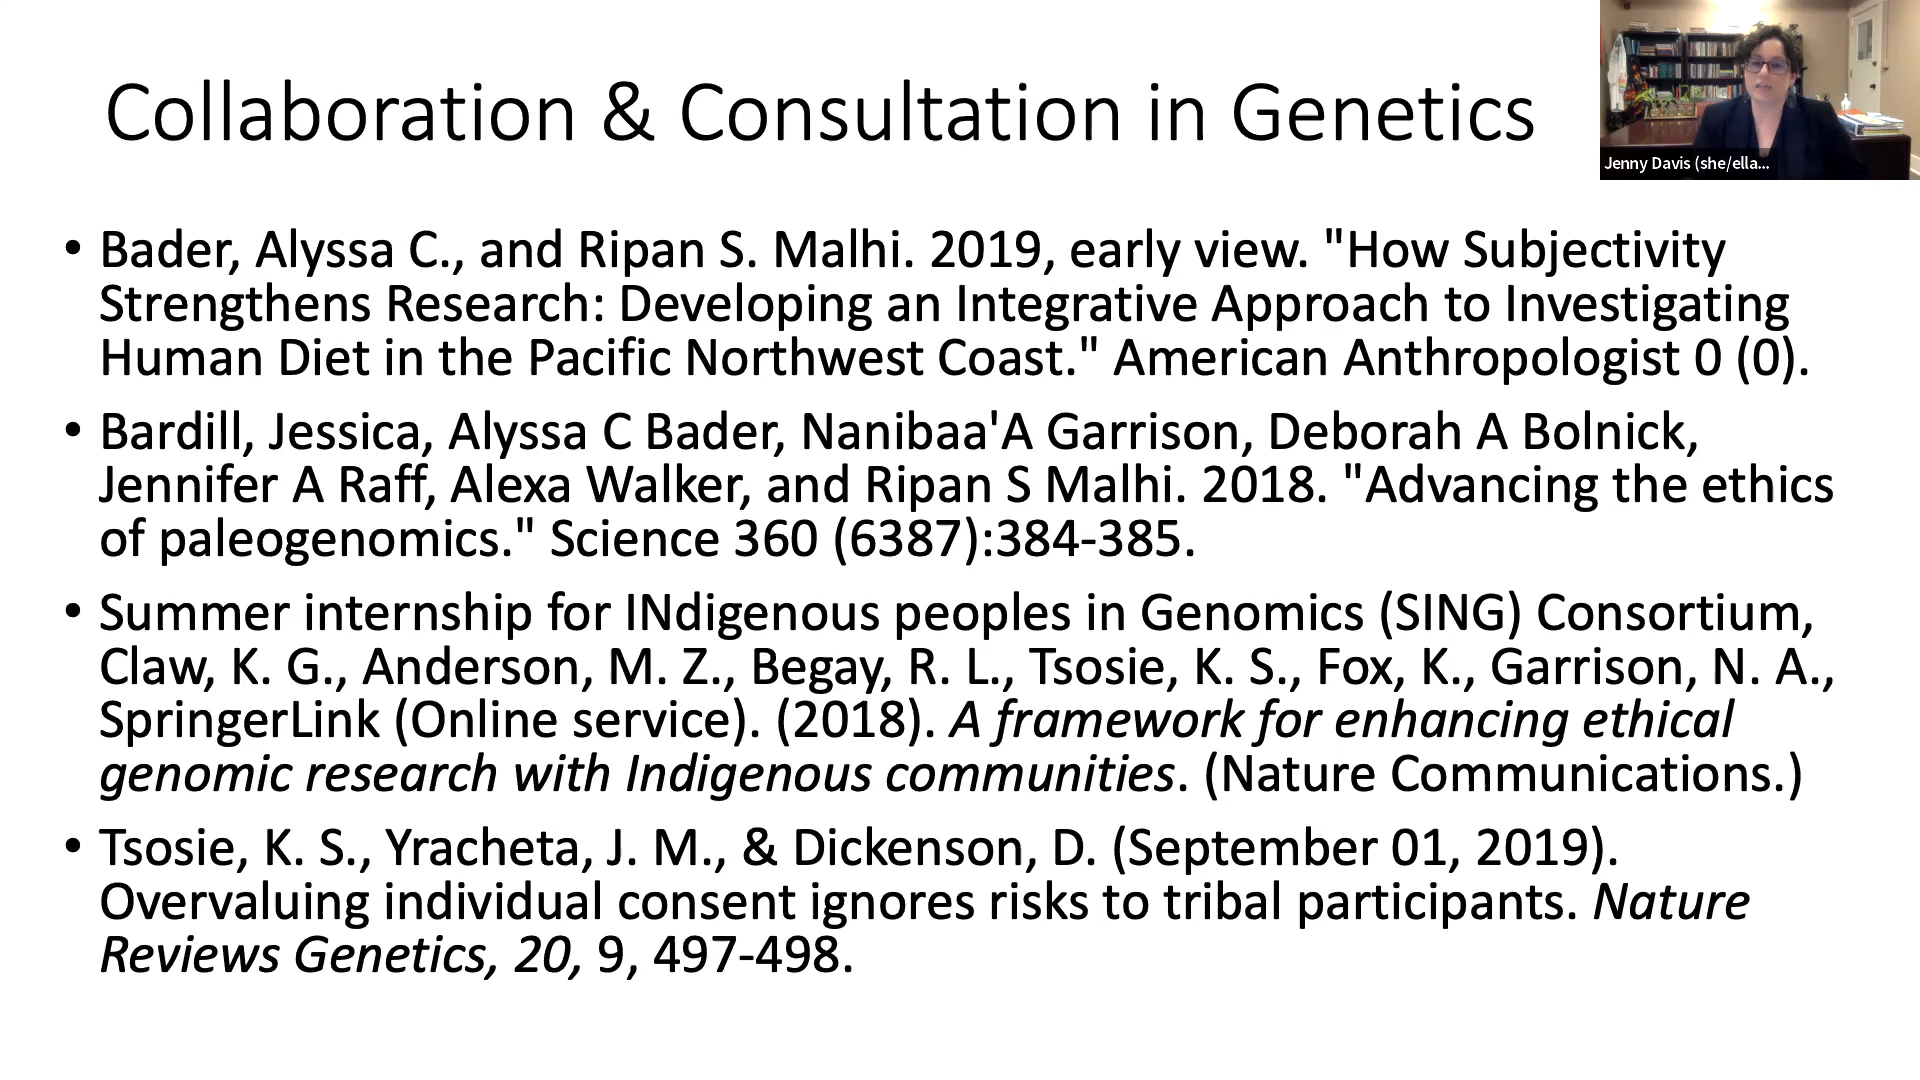 Collaboration & Consultation in Genetics
Jenny Davis (she/ella...
• Bader, Alyssa C., and Ripan S. Malhi. 2019, early view. "How Subjectivity
Strengthens Research: Developing an Integrative Approach to Investigating
Human Diet in the Pacific Northwest Coast." American Anthropologist 0 (0).
• Bardill, Jessica, Alyssa C Bader, Nanibaa'A Garrison, Deborah A Bolnick,
Jennifer A Raff, Alexa Walker, and Ripan S Malhi. 2018. "Advancing the ethics
of paleogenomics." Science 360 (6387):384-385.
• Summer internship for INdigenous peoples in Genomics (SING) Consortium,
Claw, K. G., Anderson, M. Z., Begay, R. L., Tsosie, K. S., Fox, K., Garrison, N. A.,
SpringerLink (Online service). (2018). A framework for enhancing ethical
genomic research with Indigenous communities. (Nature Communications.)
• Tsosie, K. S., Yracheta, J. M., & Dickenson, D. (September 01, 2019).
Overvaluing individual consent ignores risks to tribal participants. Nature
Reviews Genetics, 20, 9, 497-498.